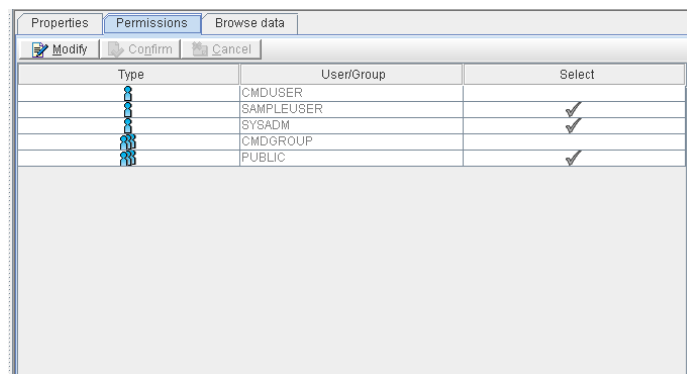 Properties Permissions Browse data
Modify Confirm Cancel
Type User/Group Select
CMDUSER
SAMPLEUSER
SYSADM
CMDGROUP
PUBLIC